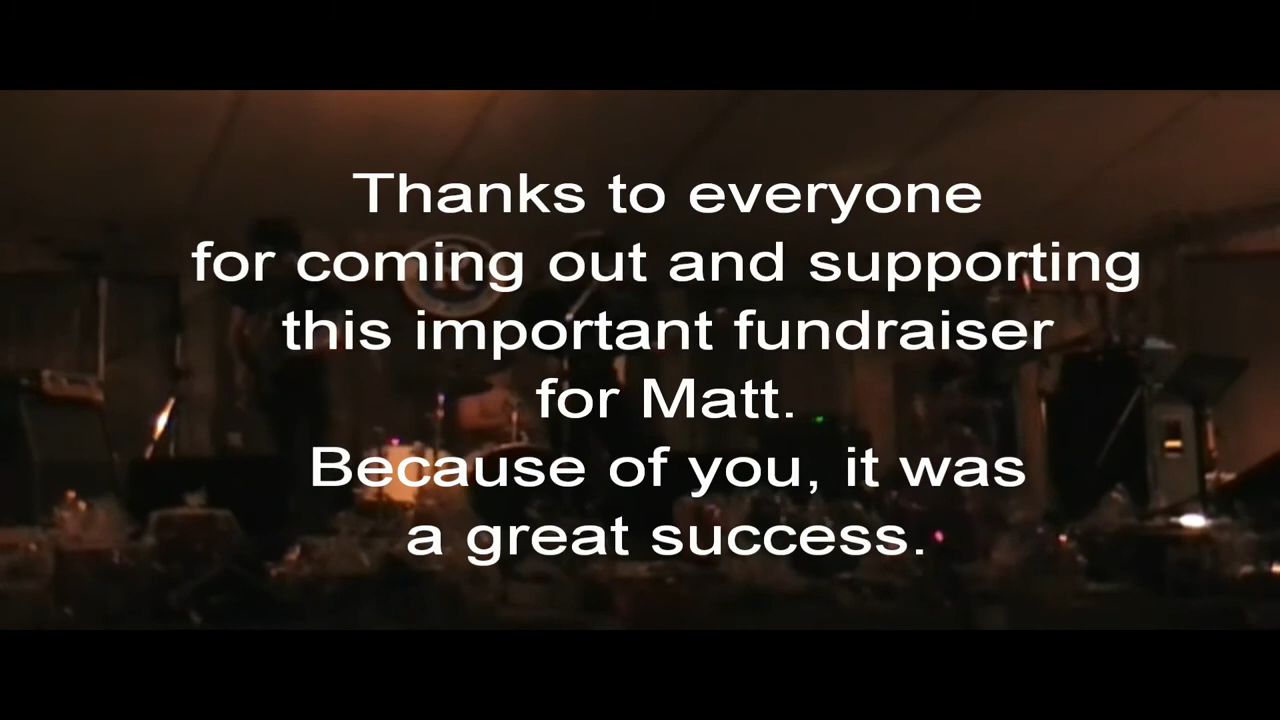 Thanks to everyone
for coming out and supporting
this important fundraiser
for Matt.
Because of you, it was
a great success.